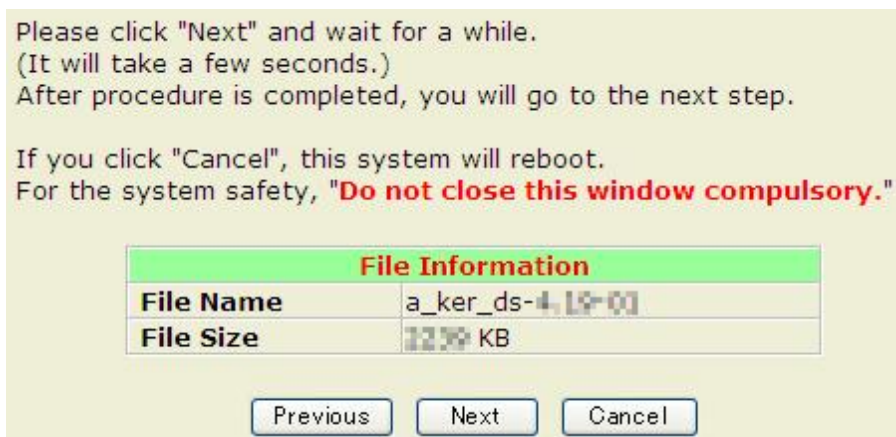 Please click "Next" and wait for a while.
(It will take a few seconds.)
After procedure is completed, you will go to the next step.
If you click "Cancel", this system will reboot.
For the system safety, "Do not close this window compulsory."
File Information
File Name a_ker_ds-
File Size KB
Previous Next Cancel